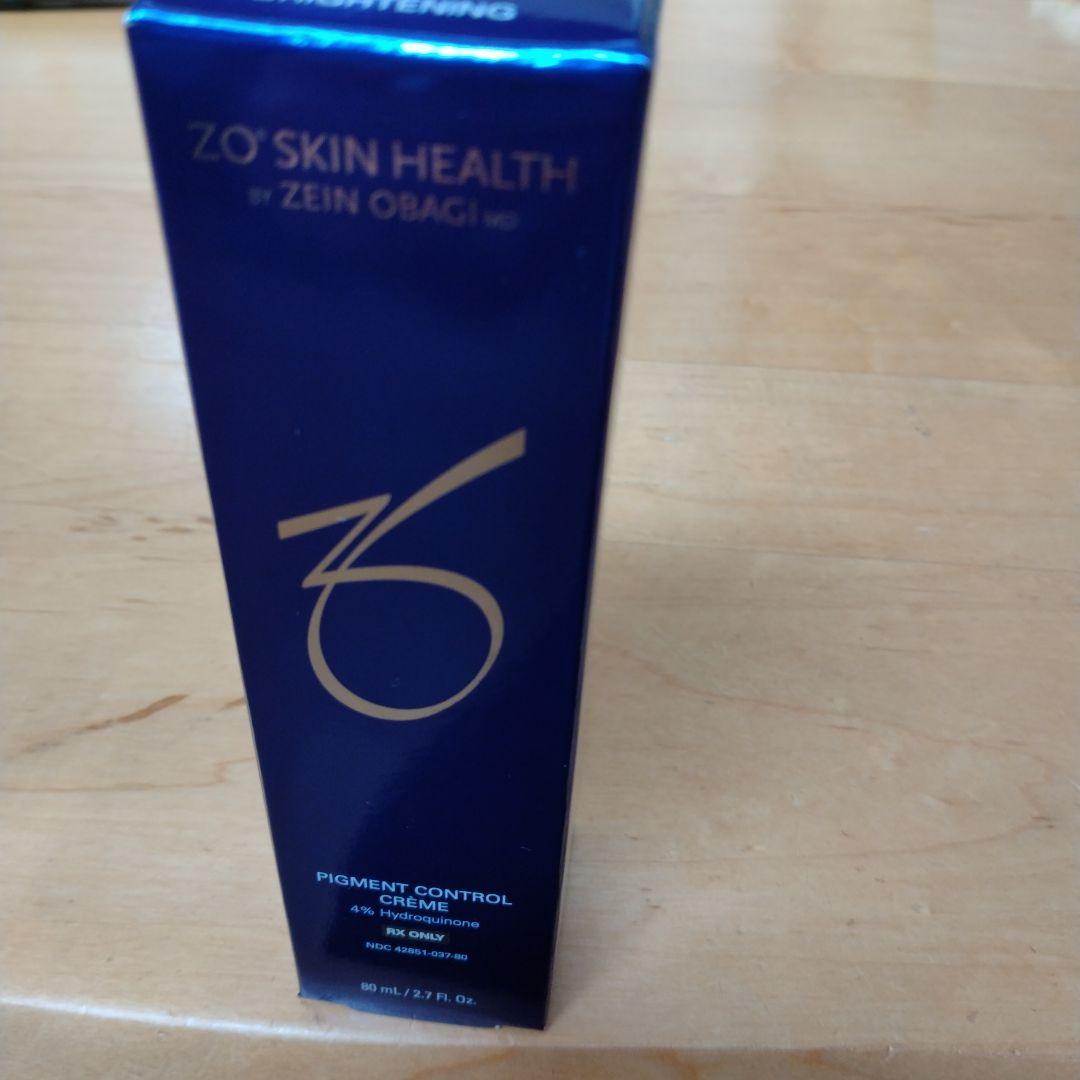 BRIGHTENING
ZO® SKIN HEALTH
BY ZEIN OBAGI MD
PIGMENT CONTROL
CRÈME
4% Hydroquinone
RX ONLY
NDC 42851-037-80
80 mL / 2.7 Fl. Oz.